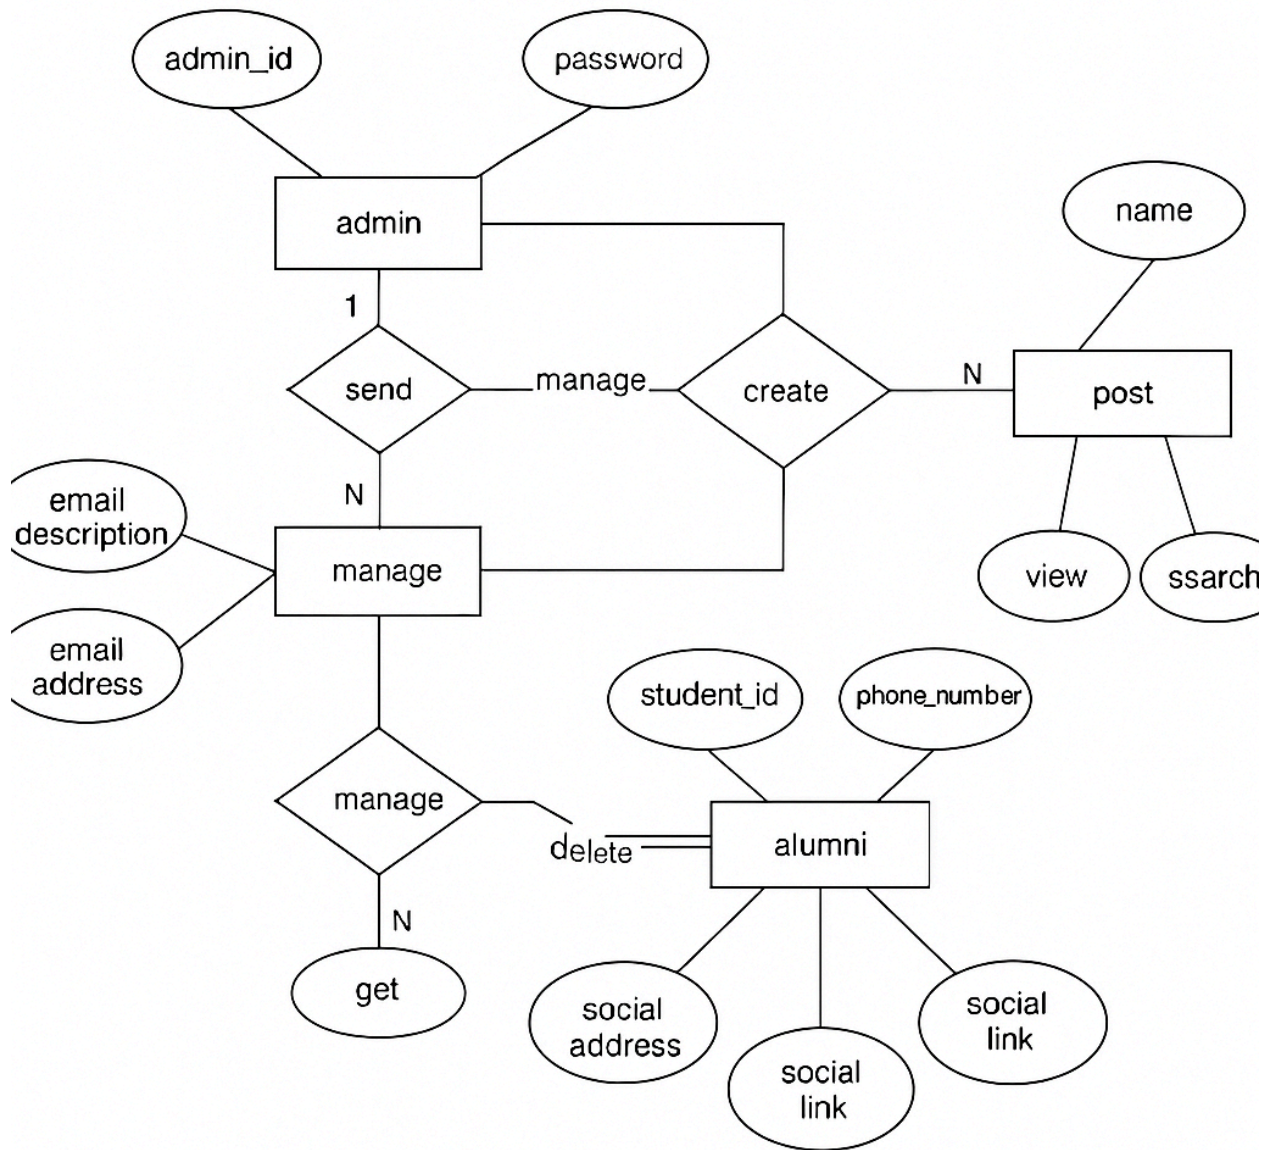 admin_id
password
admin
name
1
send
manage
create
N
post
N
email
description
manage
view
ssarch
email
address
student_id
phone_number
manage
delete
alumni
N
get
social
address
social
link
social
link